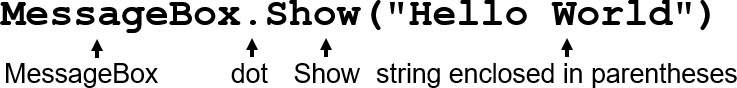 MessageBox.Show("Hello World")
MessageBox dot Show string enclosed in parentheses